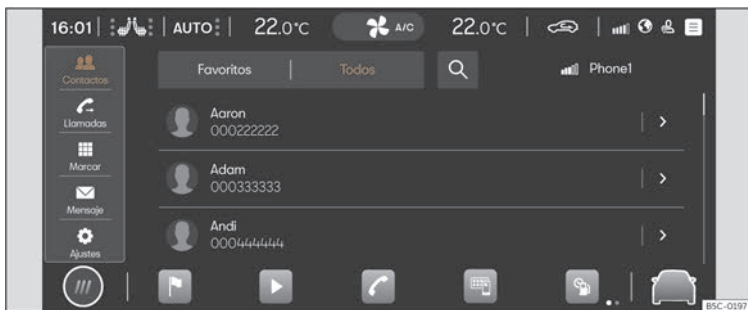 16:01 AUTO 22.0°C A/C 22.0°C
Contactos
Llamadas
Marcar
Mensaje
Ajustes
Favoritos Todos Phone1
Aaron
000222222
Adam
000333333
Andi
000444444
B5C-0197